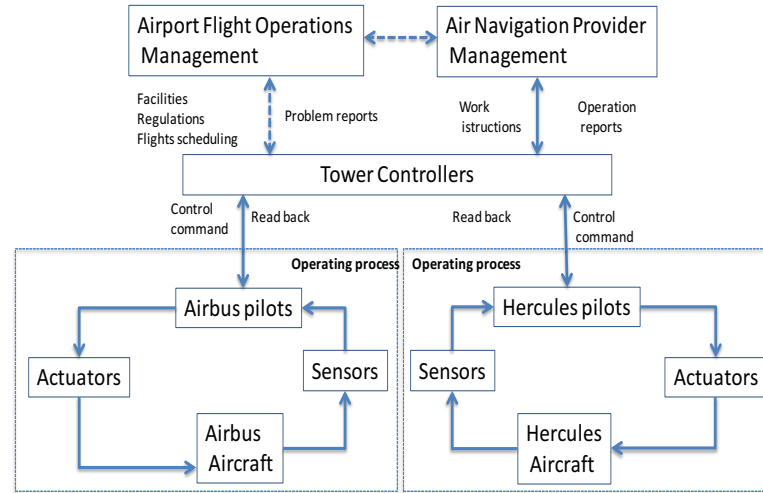 Airport Flight Operations
Management
Air Navigation Provider
Management
Facilities
Regulations
Flights scheduling
Problem reports
Work
istructions
Operation
reports
Tower Controllers
Control
command
Read back
Read back
Control
command
Operating process
Operating process
Airbus pilots
Hercules pilots
Actuators
Sensors
Sensors
Actuators
Airbus
Aircraft
Hercules
Aircraft